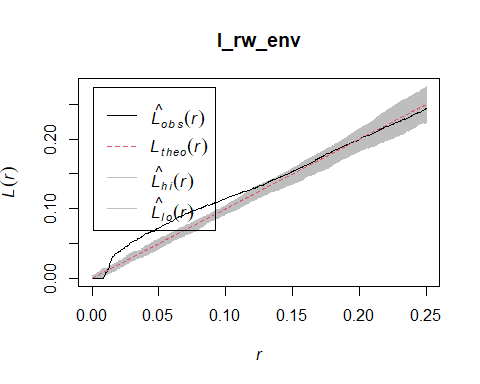 l_rw_env
L̂obs(r)
Ltheo(r)
L̂hi(r)
L̂lo(r)
L(r)
0.20
0.10
0.00
0.00 0.05 0.10 0.15 0.20 0.25
r